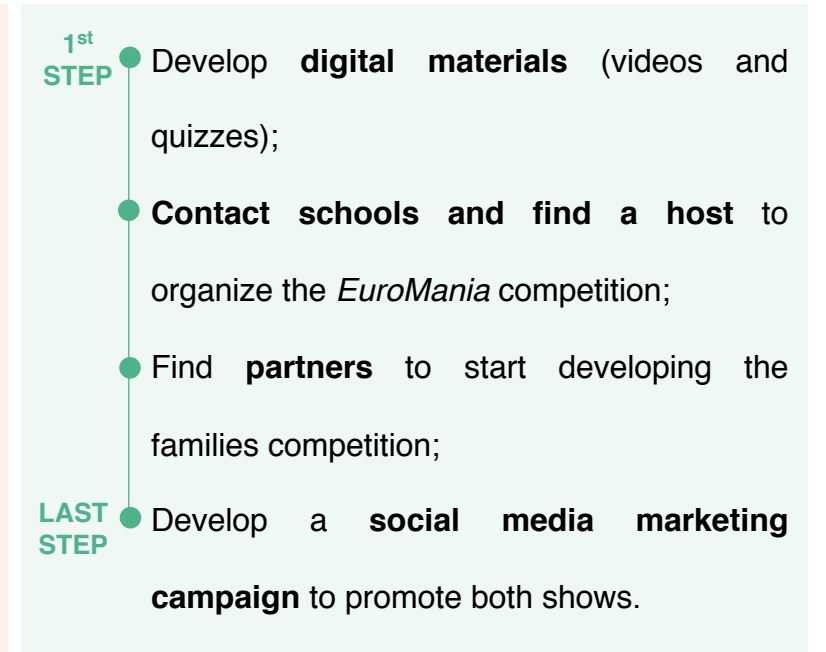 1st
STEP
Develop digital materials (videos and
quizzes);
Contact schools and find a host to
organize the EuroMania competition;
Find partners to start developing the
families competition;
LAST
STEP
Develop a social media marketing
campaign to promote both shows.